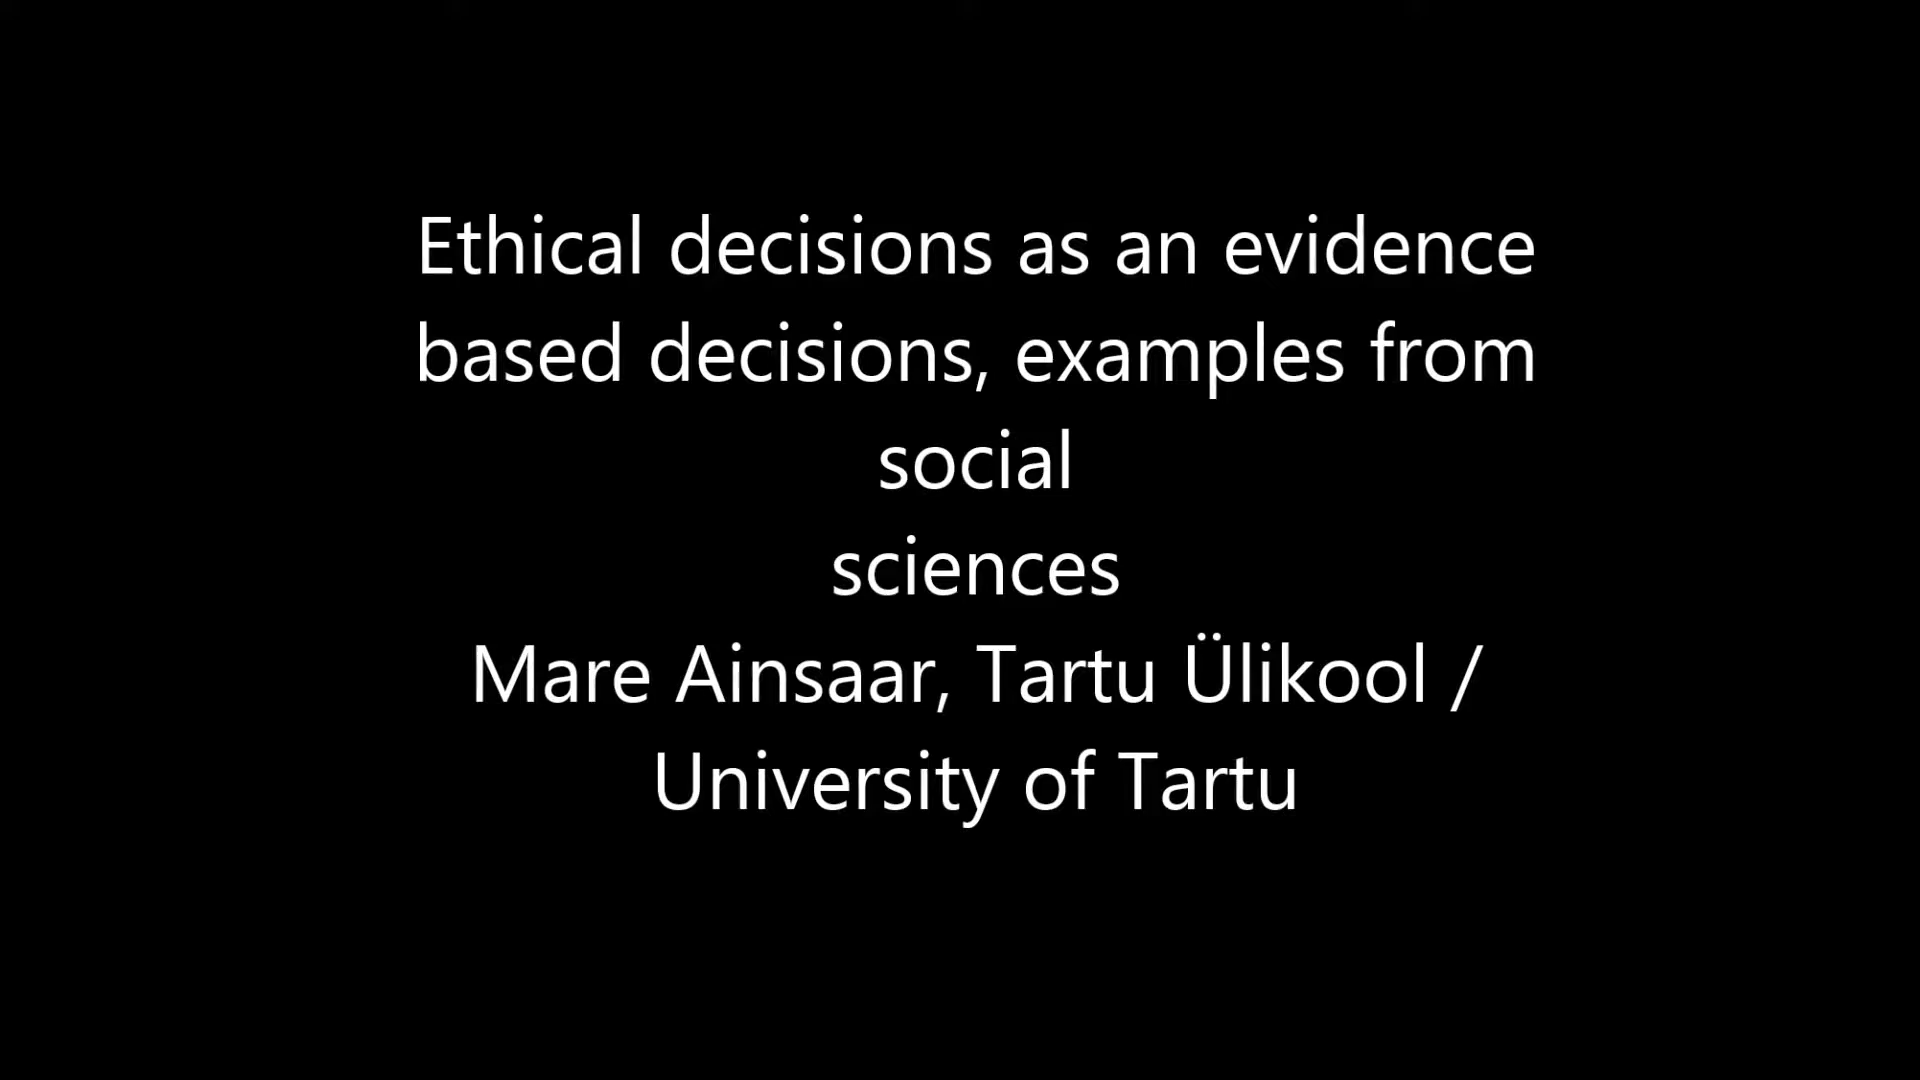 Ethical decisions as an evidence
based decisions, examples from
social
sciences
Mare Ainsaar, Tartu Ülikool /
University of Tartu